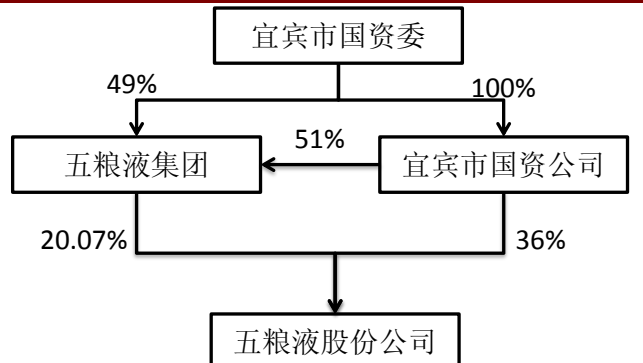 宜宾市国资委
49%
100%
五粮液集团
51%
宜宾市国资公司
20.07%
36%
五粮液股份公司